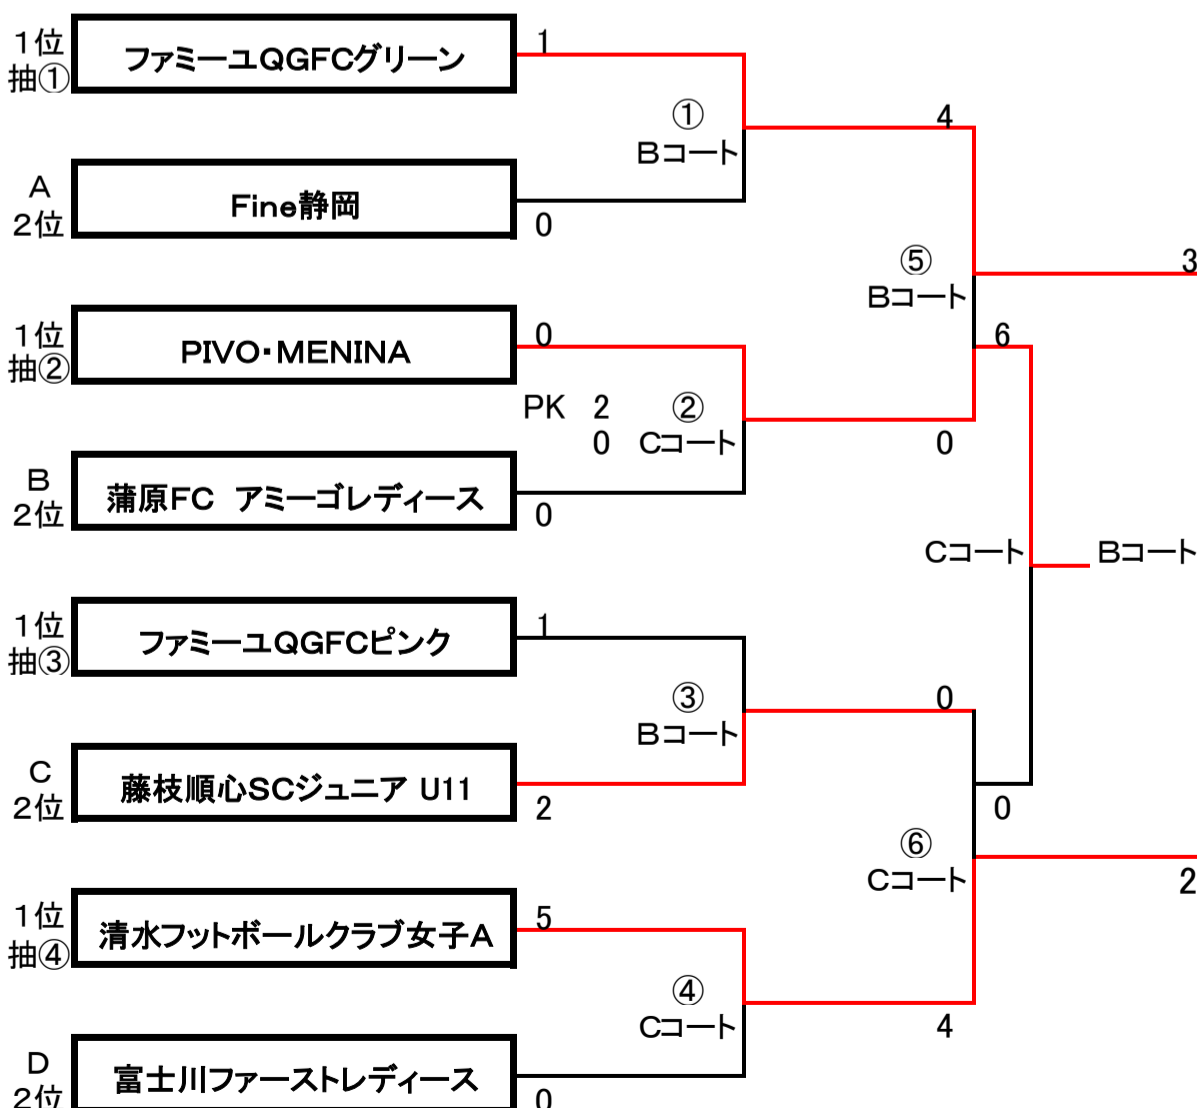 1位
抽①
ファミーユQGFCグリーン
1
①
Bコート
4
A
2位
Fine静岡
0
⑤
Bコート
3
1位
抽②
PIVO・MENINA
0
6
PK 2
0
②
Cコート
0
B
2位
蒲原FC アミーゴレディース
0
Cコート
Bコート
1位
抽③
ファミーユQGFCピンク
1
③
Bコート
0
C
2位
藤枝順心SCジュニア U11
2
0
⑥
Cコート
2
1位
抽④
清水フットボールクラブ女子A
5
④
Cコート
4
D
2位
富士川ファーストレディース
0